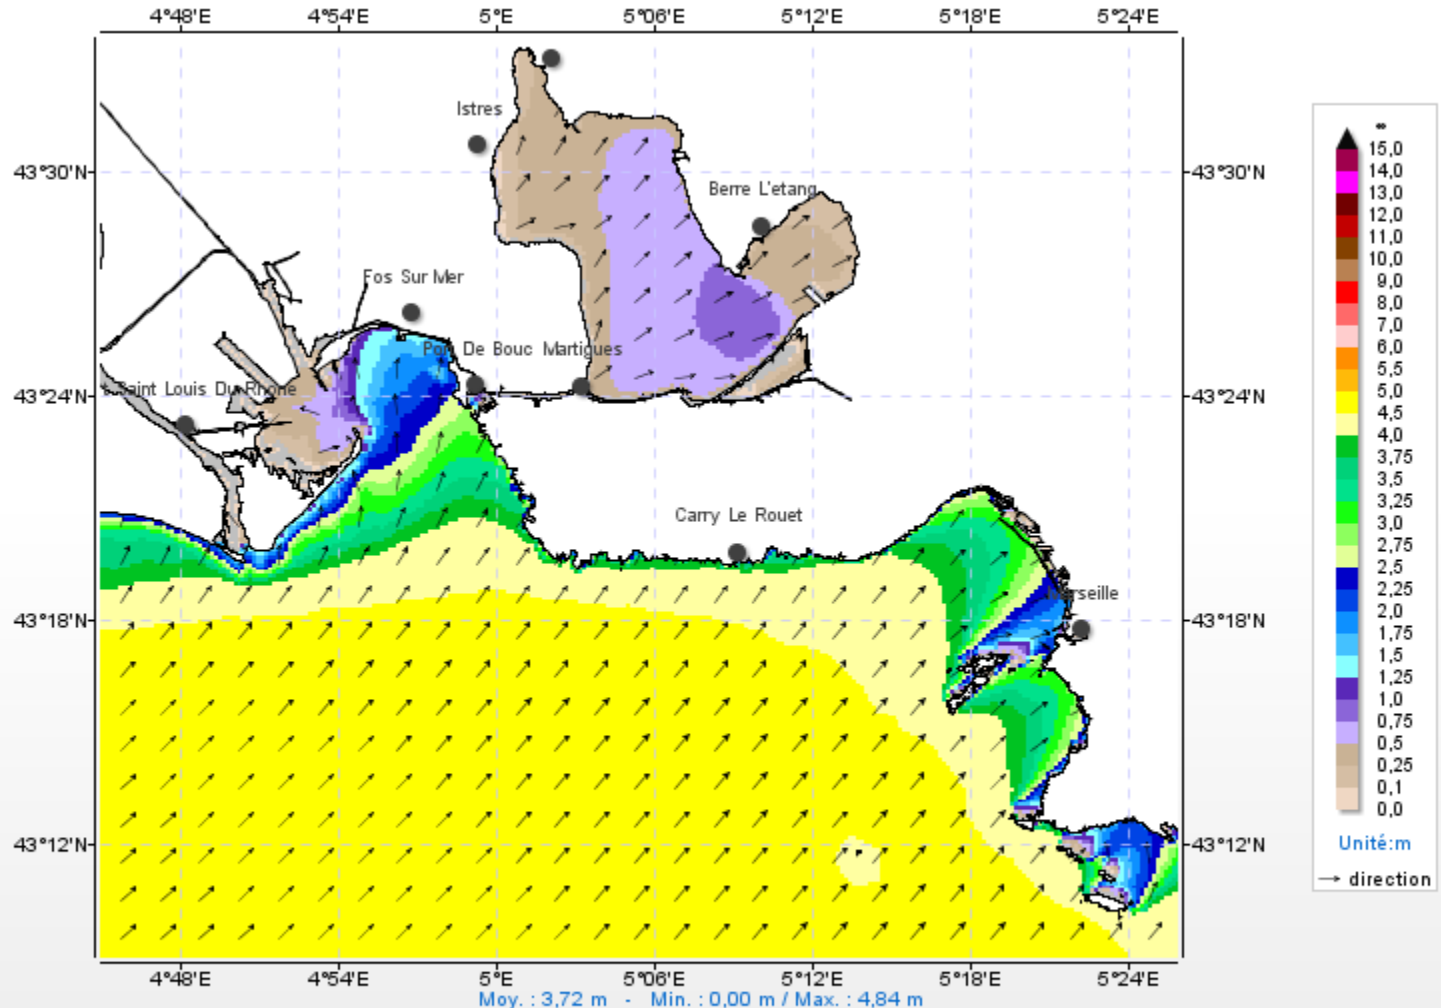 4°48'E 4°54'E 5°E 5°06'E 5°12'E 5°18'E 5°24'E
Istres
43°30'N 43°30'N
Berre L'etang
Fos Sur Mer
Port De Bouc Martigues
t Saint Louis Du Rhone
43°24'N 43°24'N
Carry Le Rouet
Marseille
43°18'N 43°18'N
43°12'N 43°12'N
4°48'E 4°54'E 5°E 5°06'E 5°12'E 5°18'E 5°24'E
Moy. : 3,72 m - Min. : 0,00 m / Max. : 4,84 m
∞
15,0
14,0
13,0
12,0
11,0
10,0
9,0
8,0
7,0
6,0
5,5
5,0
4,5
4,0
3,75
3,5
3,25
3,0
2,75
2,5
2,25
2,0
1,75
1,5
1,25
1,0
0,75
0,5
0,25
0,1
0,0
Unité:m
direction